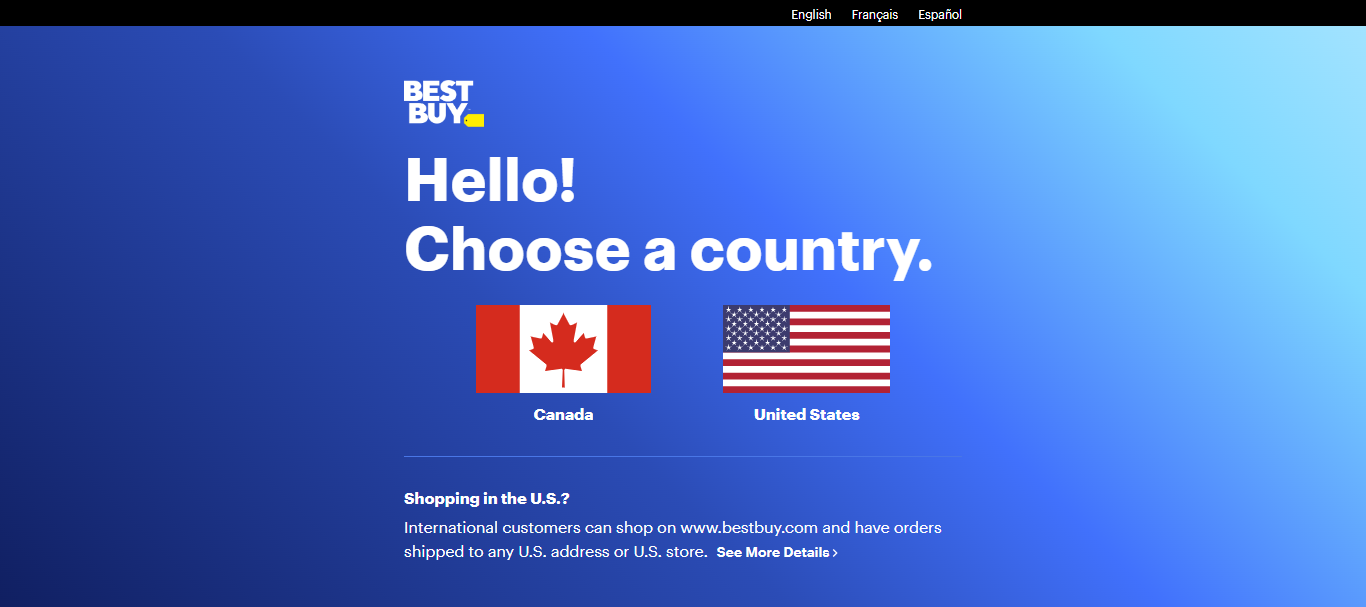 English Français Español
BEST
BUY
Hello!
Choose a country.
Canada United States
Shopping in the U.S.?
International customers can shop on www.bestbuy.com and have orders
shipped to any U.S. address or U.S. store. See More Details ›